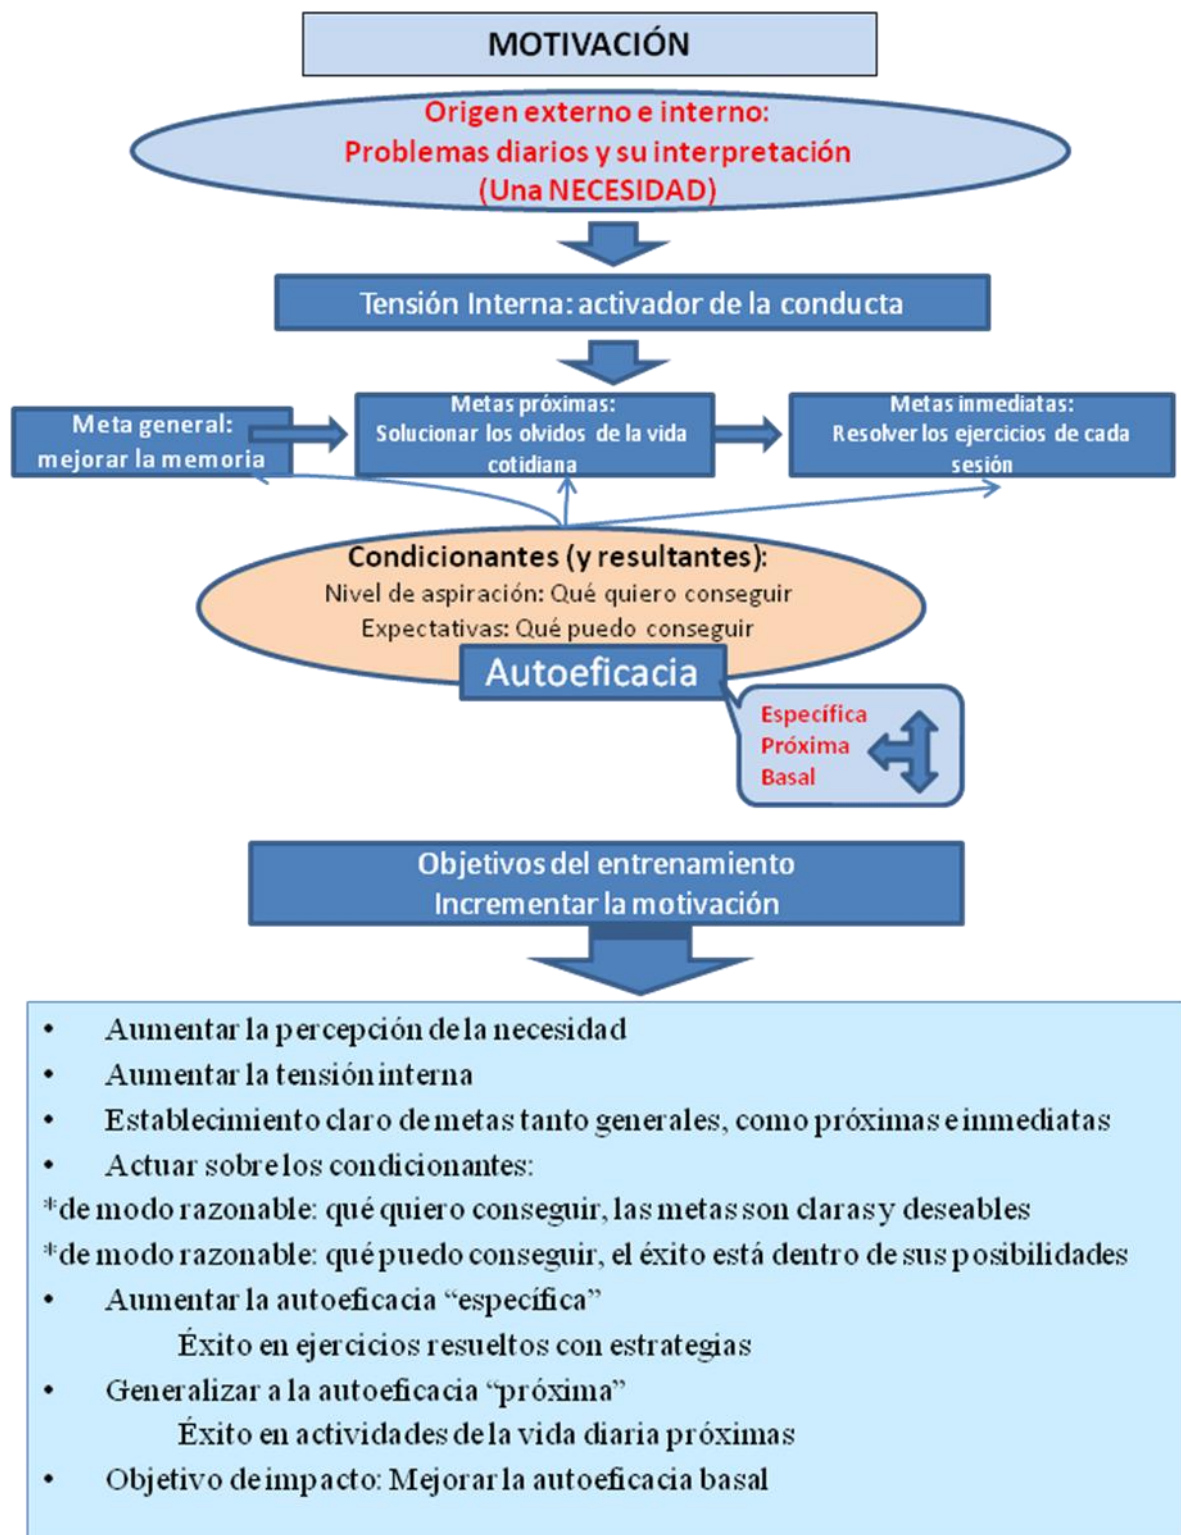 MOTIVACIÓN
Origen externo e interno:
Problemas diarios y su interpretación
(Una NECESIDAD)
Tensión Interna: activador de la conducta
Meta general:
mejorar la memoria
Metas próximas:
Solucionar los olvidos de la vida
cotidiana
Metas inmediatas:
Resolver los ejercicios de cada
sesión
Condicionantes (y resultantes):
Nivel de aspiración: Qué quiero conseguir
Expectativas: Qué puedo conseguir
Autoeficacia
Específica
Próxima
Basal
Objetivos del entrenamiento
Incrementar la motivación
• Aumentar la percepción de la necesidad
• Aumentar la tensión interna
• Establecimiento claro de metas tanto generales, como próximas e inmediatas
• Actuar sobre los condicionantes:
*de modo razonable: qué quiero conseguir, las metas son claras y deseables
*de modo razonable: qué puedo conseguir, el éxito está dentro de sus posibilidades
• Aumentar la autoeficacia “específica”
Éxito en ejercicios resueltos con estrategias
• Generalizar a la autoeficacia “próxima”
Éxito en actividades de la vida diaria próximas
• Objetivo de impacto: Mejorar la autoeficacia basal